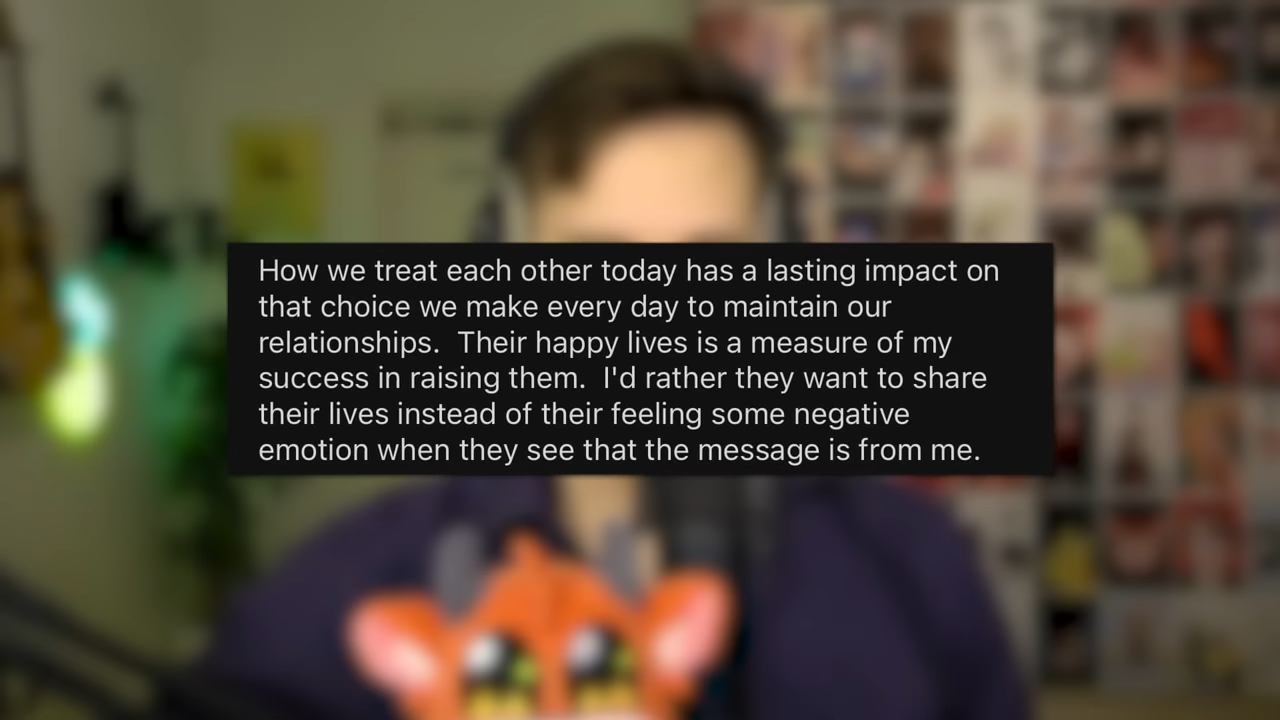 How we treat each other today has a lasting impact on
that choice we make every day to maintain our
relationships.  Their happy lives is a measure of my
success in raising them.  I'd rather they want to share
their lives instead of their feeling some negative
emotion when they see that the message is from me.